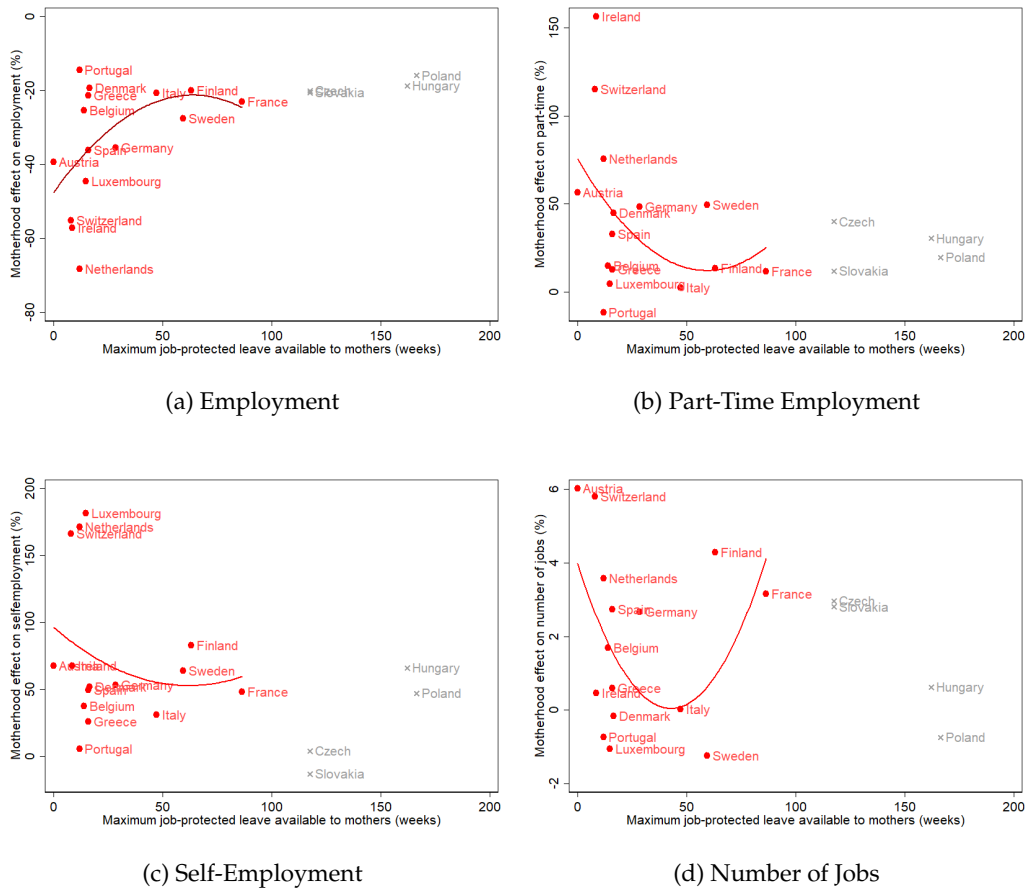 Motherhood effect on employment (%)
0
-20
-40
-60
-80
Portugal
Denmark
Greece
Italy
Finland
France
Belgium
Sweden
Spain
Germany
Austria
Luxembourg
Switzerland
Ireland
Netherlands
Czech
Slovakia
Poland
Hungary
0 50 100 150 200
Maximum job-protected leave available to mothers (weeks)
(a) Employment
Motherhood effect on part-time (%)
150
100
50
0
Ireland
Switzerland
Netherlands
Austria
Germany
Sweden
Denmark
Spain
Belgium
Greece
Finland
France
Luxembourg
Italy
Portugal
Czech
Hungary
Poland
Slovakia
0 50 100 150 200
Maximum job-protected leave available to mothers (weeks)
(b) Part-Time Employment
Motherhood effect on selfemployment (%)
200
150
100
50
0
Luxembourg
Netherlands
Switzerland
Finland
Austria
Ireland
Sweden
Denmark
Germany
Spain
France
Belgium
Italy
Greece
Portugal
Hungary
Poland
Czech
Slovakia
0 50 100 150 200
Maximum job-protected leave available to mothers (weeks)
(c) Self-Employment
Motherhood effect on number of jobs (%)
6
4
2
0
-2
Austria
Switzerland
Finland
Netherlands
France
Spain
Germany
Belgium
Greece
Ireland
Italy
Denmark
Portugal
Luxembourg
Sweden
Czech
Slovakia
Hungary
Poland
0 50 100 150 200
Maximum job-protected leave available to mothers (weeks)
(d) Number of Jobs